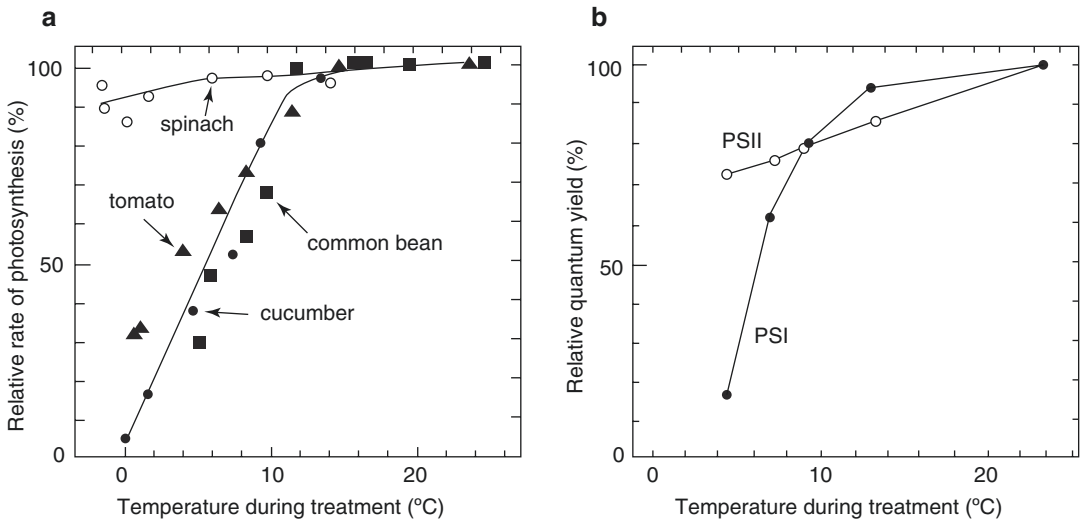 a
Relative rate of photosynthesis (%)
100
50
0
spinach
tomato
common bean
cucumber
0 10 20
Temperature during treatment (ºC)
b
Relative quantum yield (%)
100
50
0
PSII
PSI
0 10 20
Temperature during treatment (ºC)